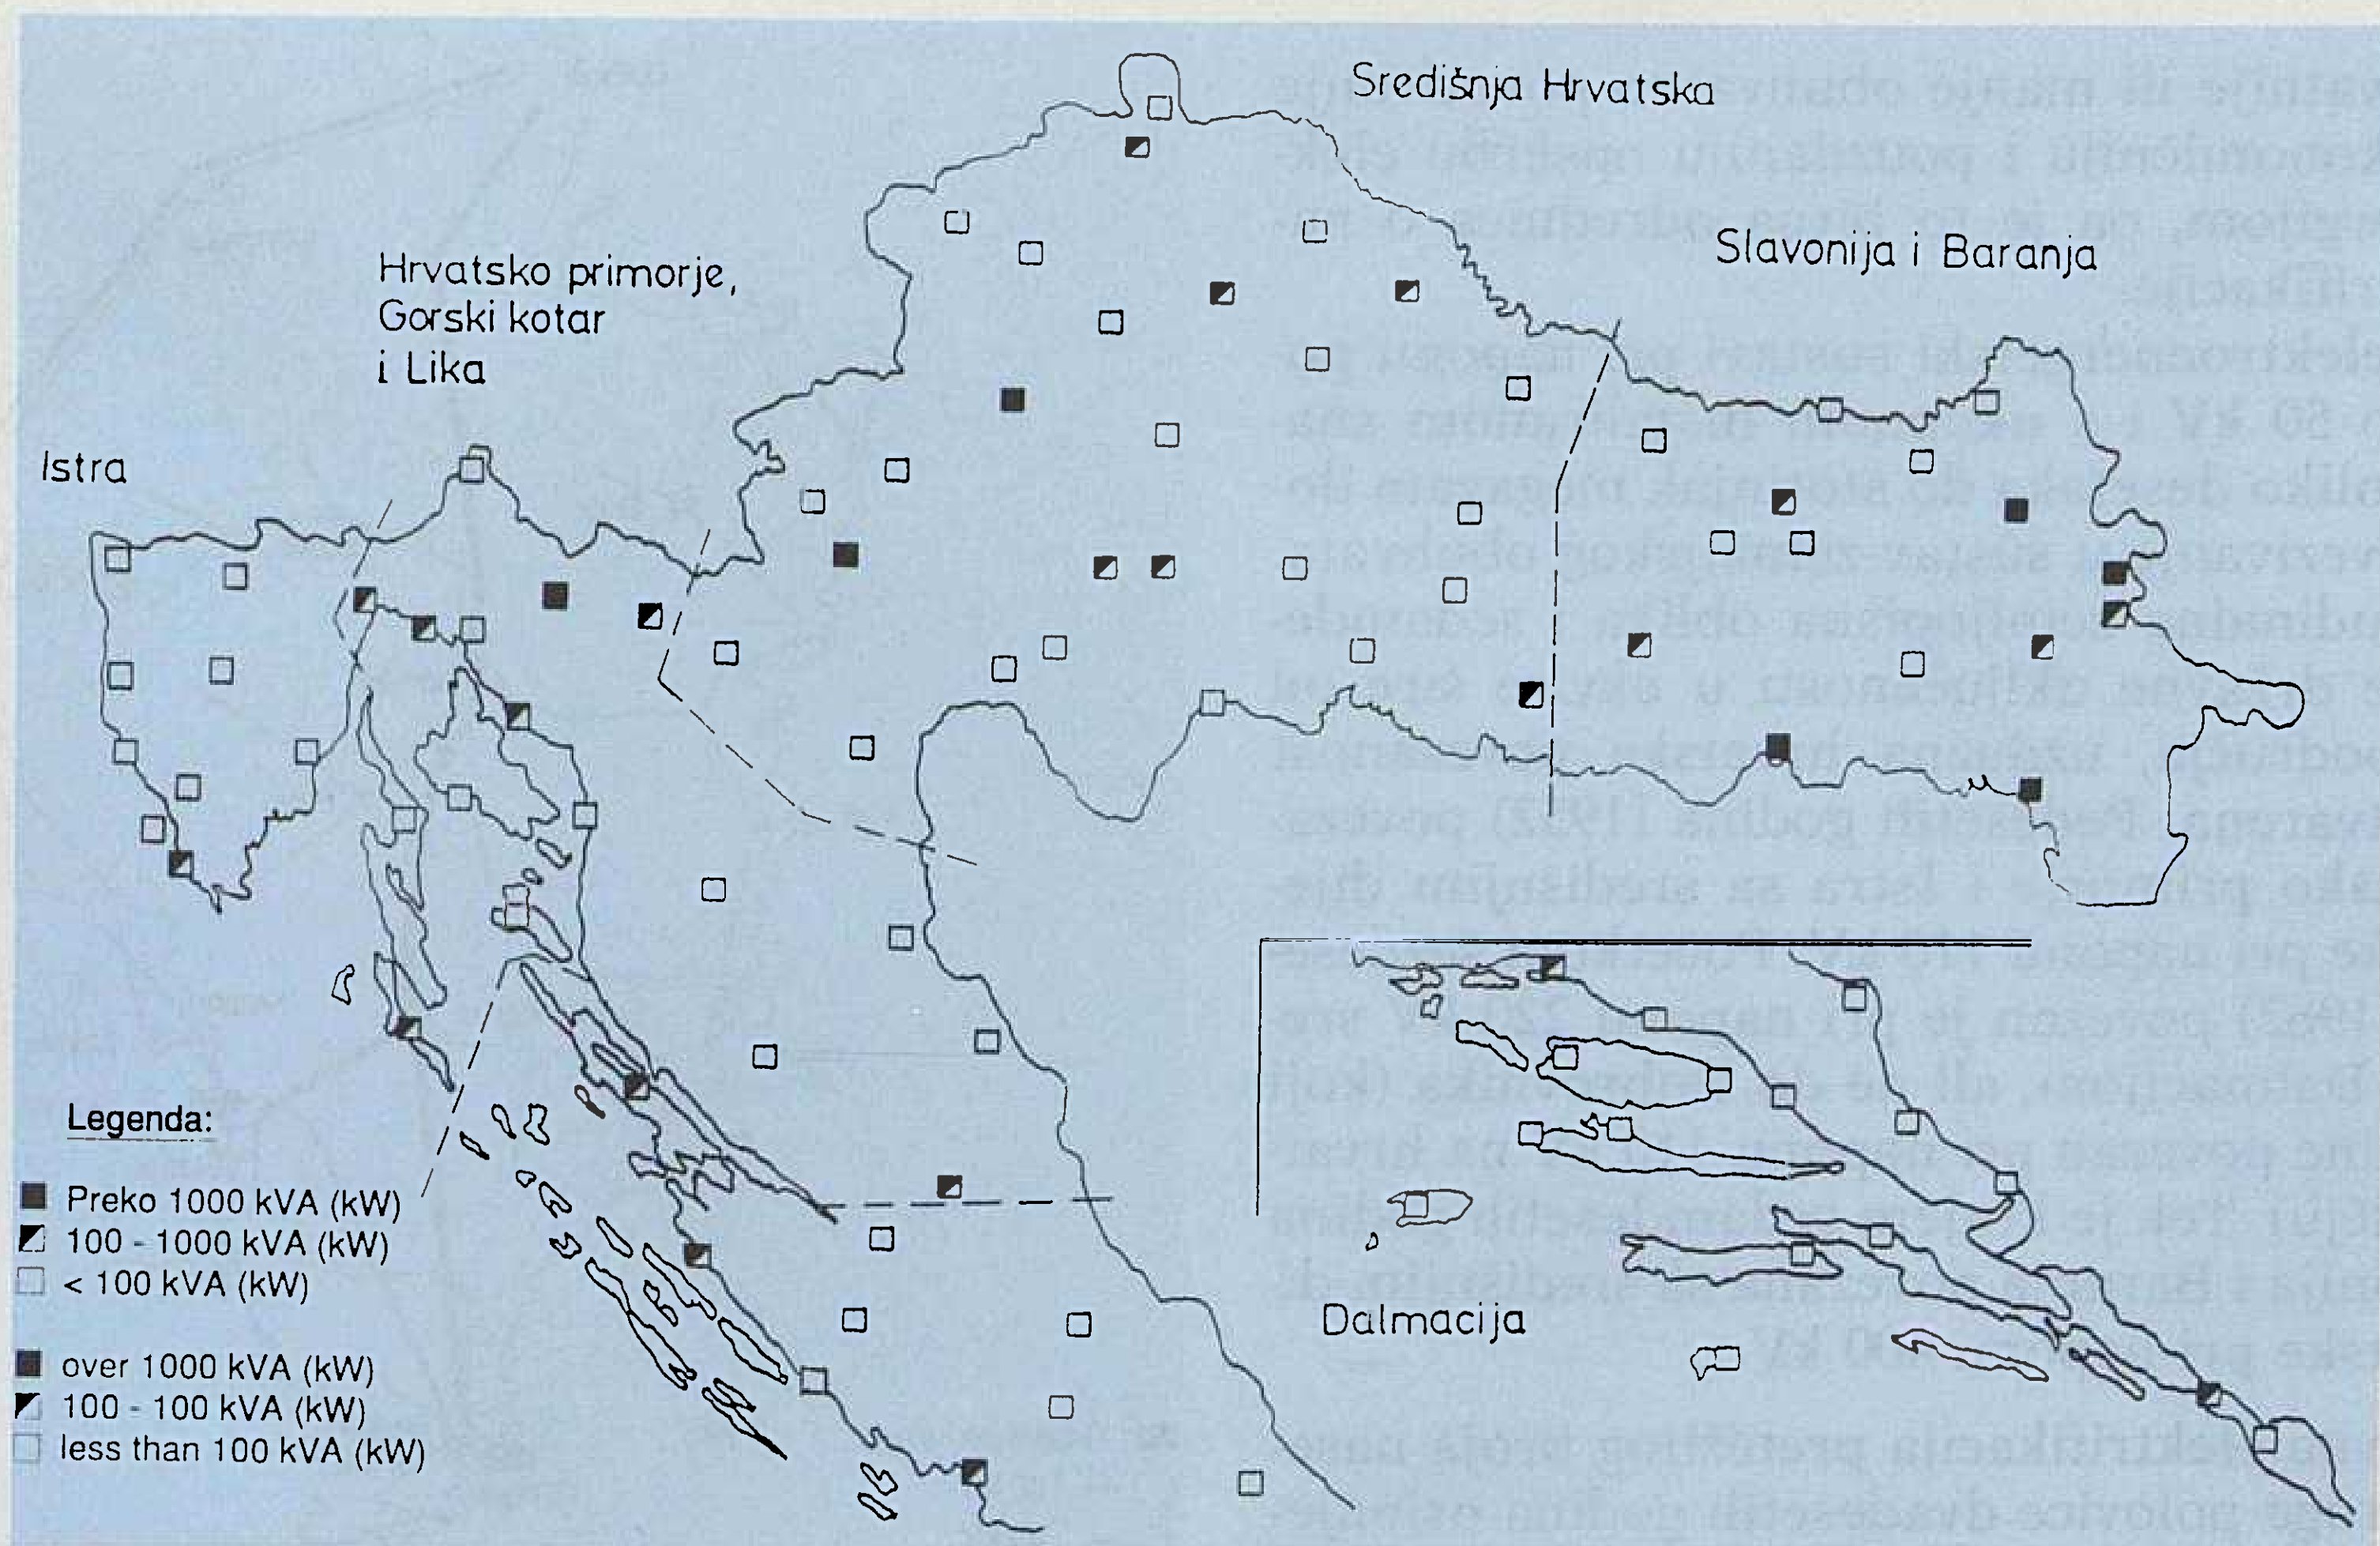 Središnja Hrvatska
Slavonija i Baranja
Hrvatsko primorje,
Gorski kotar
i Lika
Istra
Dalmacija
Legenda:
Preko 1000 kVA (kW)
100 - 1000 kVA (kW)
< 100 kVA (kW)
over 1000 kVA (kW)
100 - 100 kVA (kW)
less than 100 kVA (kW)